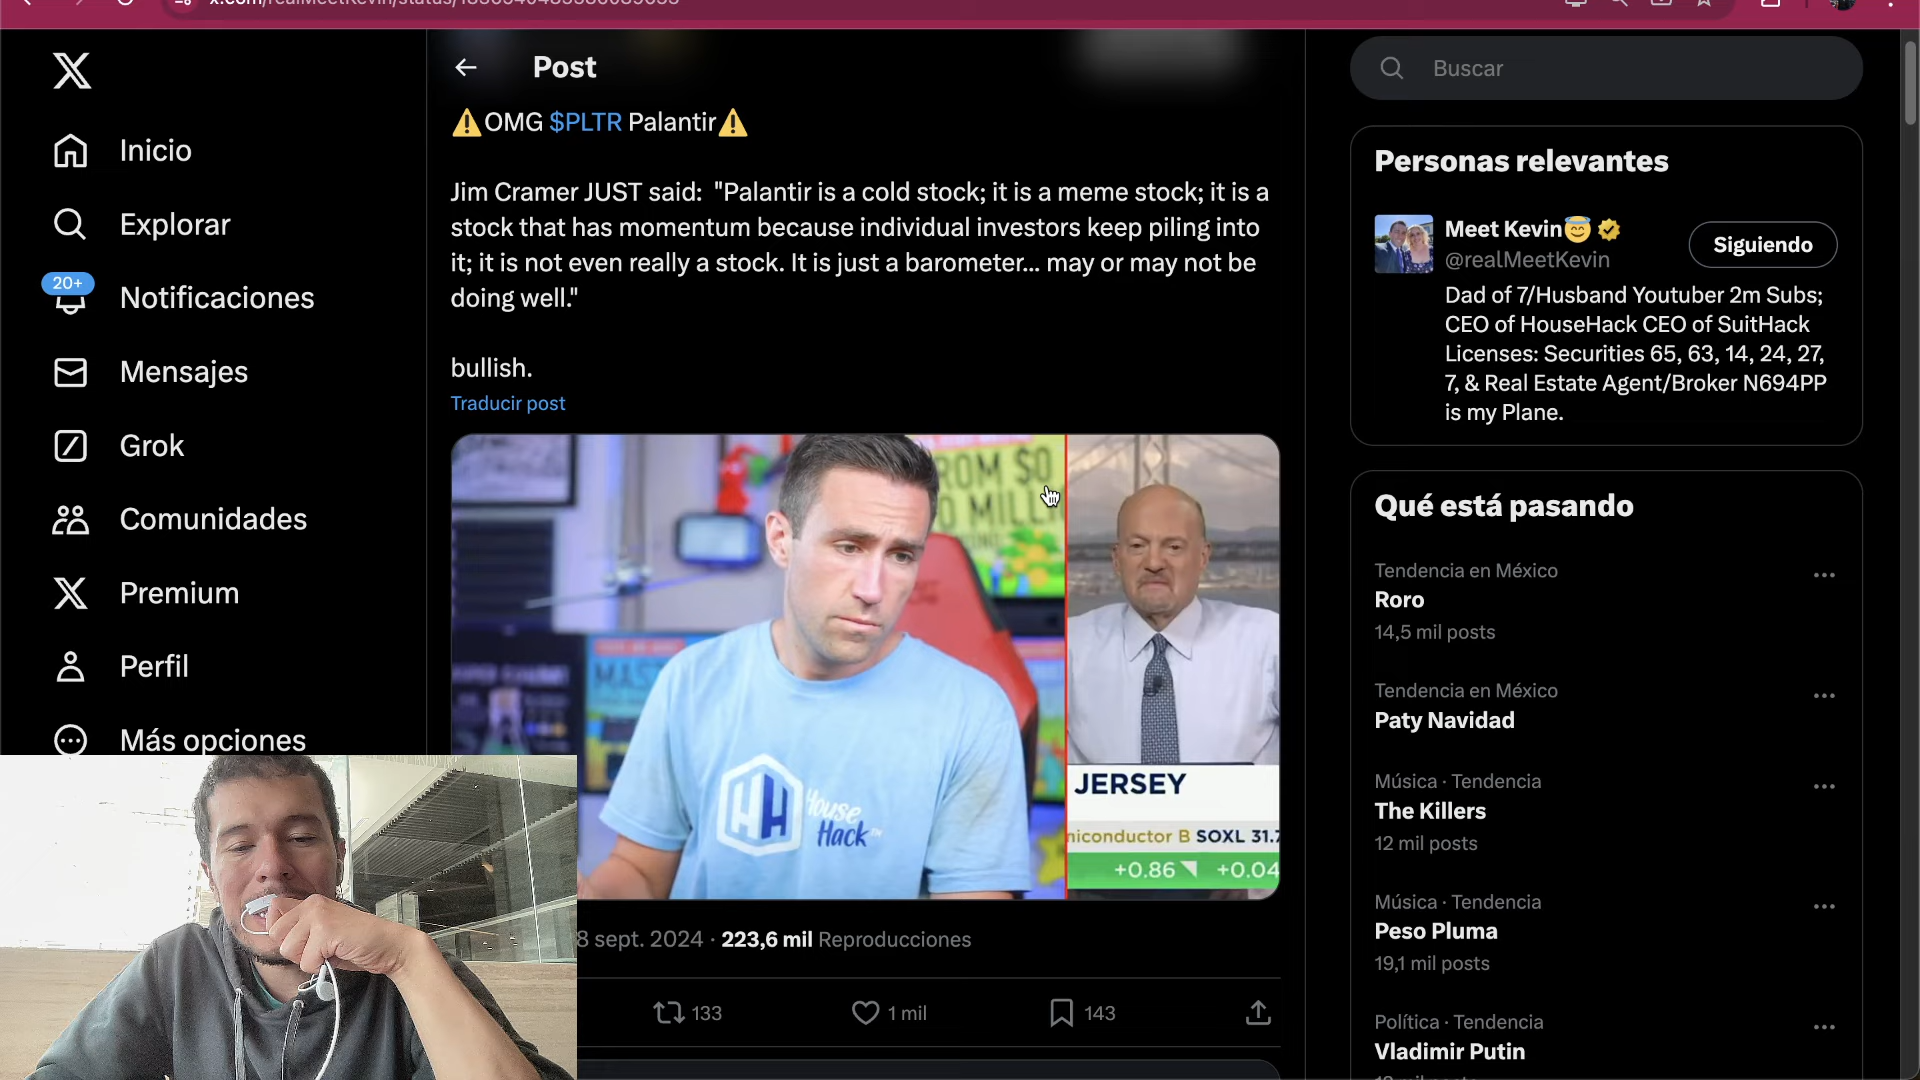 Post
Buscar
⚠️OMG $PLTR Palantir⚠️
Jim Cramer JUST said: "Palantir is a cold stock; it is a meme stock; it is a
stock that has momentum because individual investors keep piling into
it; it is not even really a stock. It is just a barometer... may or may not be
doing well."
bullish.
Traducir post
Inicio
Explorar
20+
Notificaciones
Mensajes
Grok
Comunidades
Premium
Perfil
Más opciones
ROM $0
MILLI
House
Hack
JERSEY
niconductor B SOXL 31.7
+0.86 +0.04
8 sept. 2024 · 223,6 mil Reproducciones
133
1 mil
143
Personas relevantes
Meet Kevin😇
@realMeetKevin
Siguiendo
Dad of 7/Husband Youtuber 2m Subs;
CEO of HouseHack CEO of SuitHack
Licenses: Securities 65, 63, 14, 24, 27,
7, & Real Estate Agent/Broker N694PP
is my Plane.
Qué está pasando
Tendencia en México
Roro
14,5 mil posts
Tendencia en México
Paty Navidad
Música · Tendencia
The Killers
12 mil posts
Música · Tendencia
Peso Pluma
19,1 mil posts
Política · Tendencia
Vladimir Putin